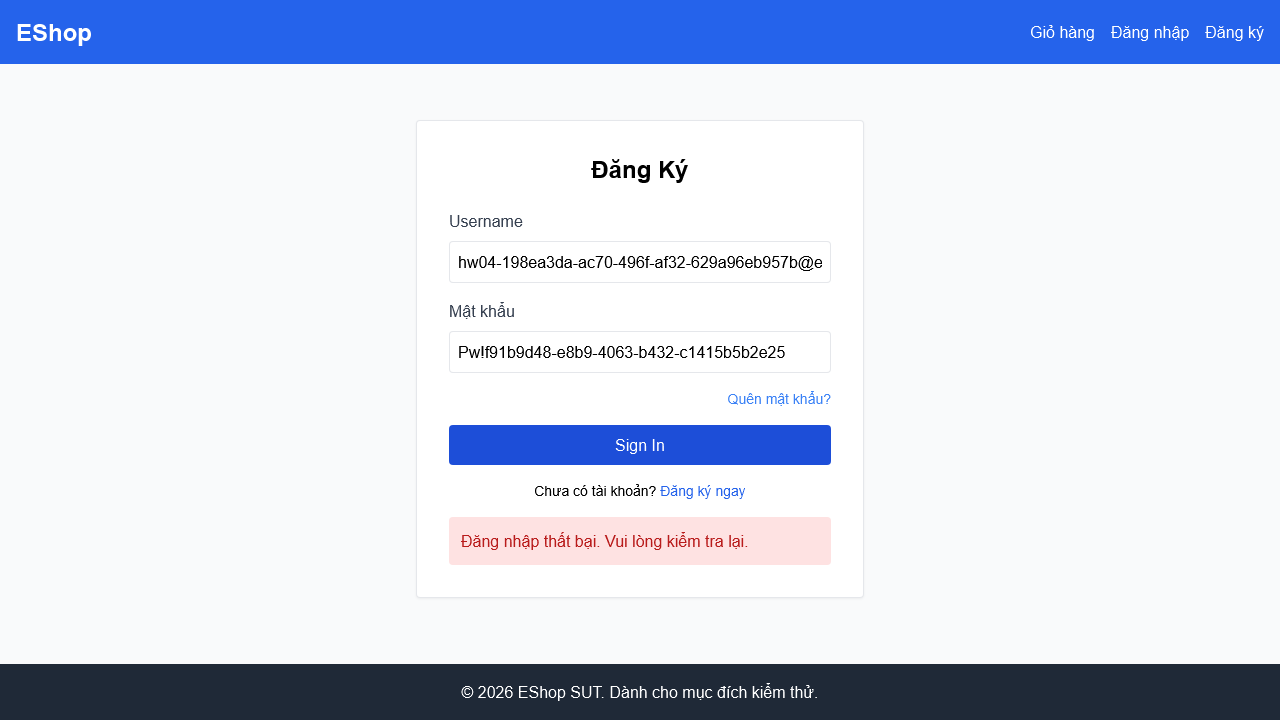 EShop
Giỏ hàng
Đăng nhập
Đăng ký
Đăng Ký
Username
hw04-198ea3da-ac70-496f-af32-629a96eb957b@e
Mật khẩu
Pw!f91b9d48-e8b9-4063-b432-c1415b5b2e25
Quên mật khẩu?
Sign In
Chưa có tài khoản? Đăng ký ngay
Đăng nhập thất bại. Vui lòng kiểm tra lại.
© 2026 EShop SUT. Dành cho mục đích kiểm thử.